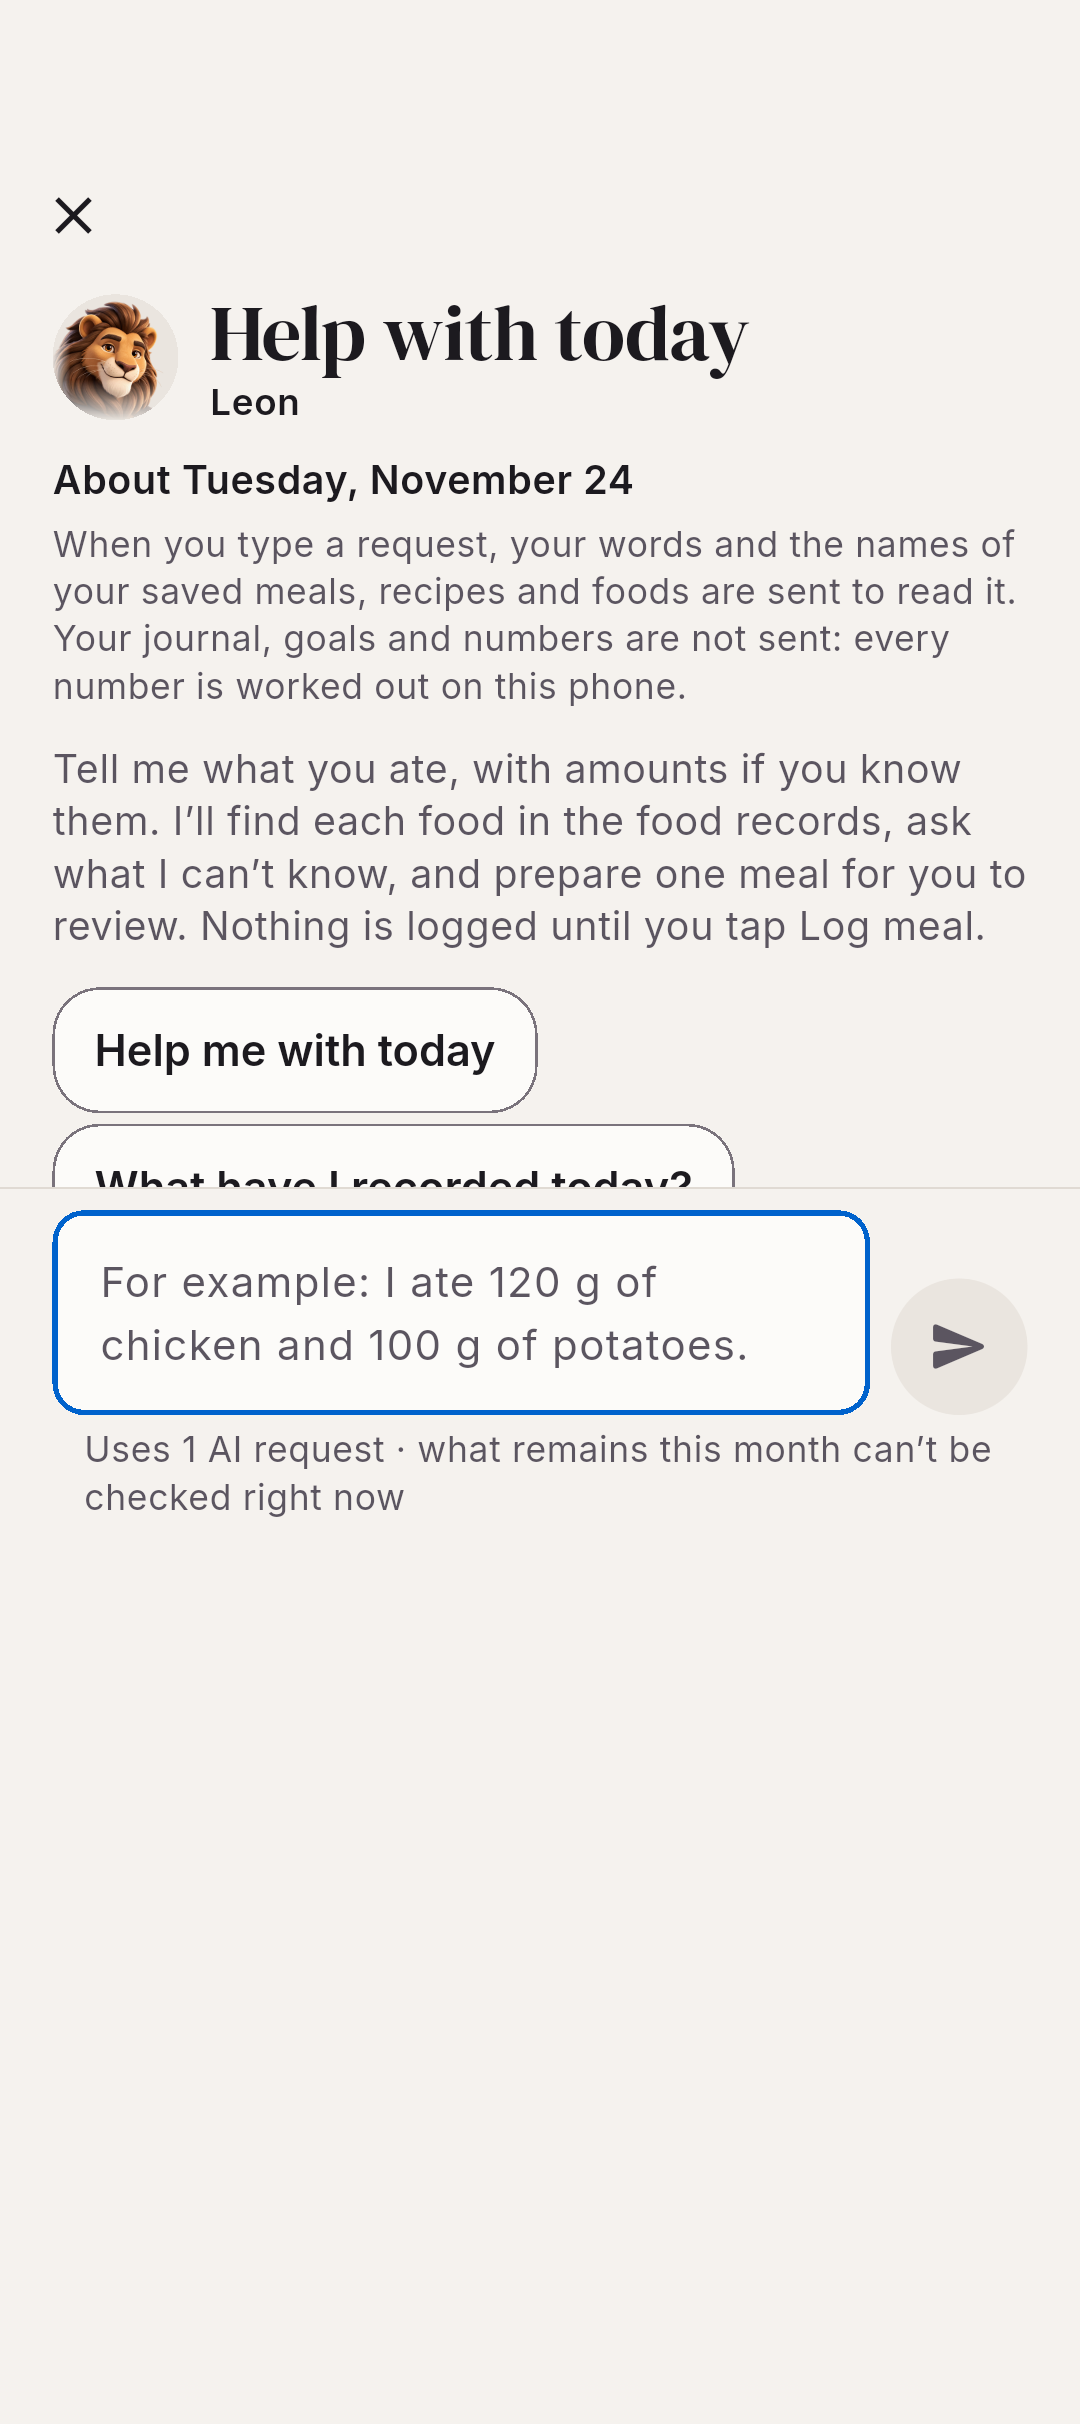 Help with today
Leon
About Tuesday, November 24
When you type a request, your words and the names of
your saved meals, recipes and foods are sent to read it.
Your journal, goals and numbers are not sent: every
number is worked out on this phone.
Tell me what you ate, with amounts if you know
them. I’ll find each food in the food records, ask
what I can’t know, and prepare one meal for you to
review. Nothing is logged until you tap Log meal.
Help me with today
What have I recorded today?
For example: I ate 120 g of
chicken and 100 g of potatoes.
Uses 1 AI request · what remains this month can’t be
checked right now